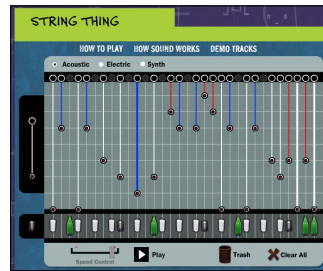 STRING THING
HOW TO PLAY HOW SOUND WORKS DEMO TRACKS
Acoustic Electric Synth
Speed Control Play Trash Clear All